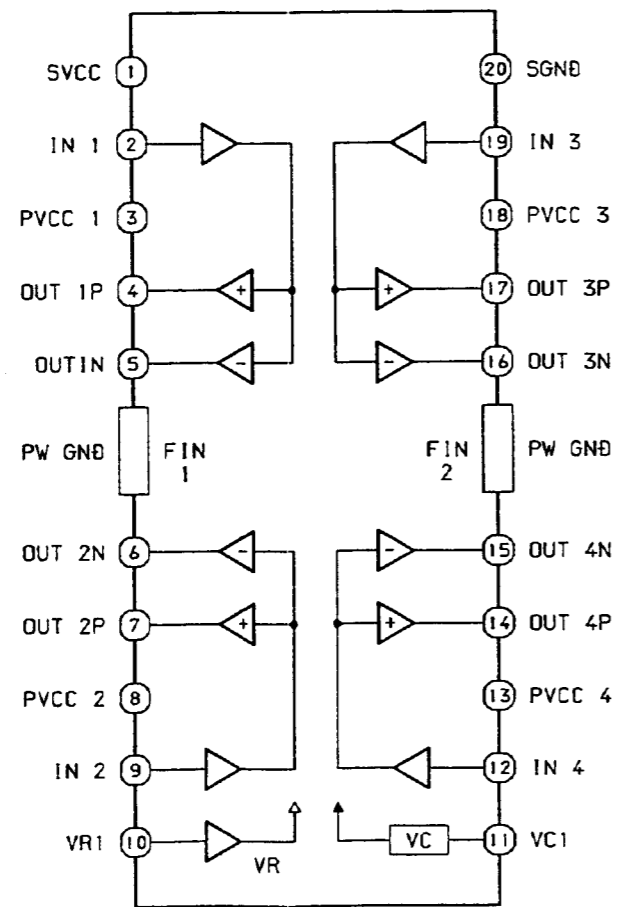 SVCC 1 20 SGND
IN 1 2 19 IN 3
PVCC 1 3 18 PVCC 3
OUT 1P 4 + + 17 OUT 3P
OUT1N 5 - - 16 OUT 3N
PW GND FIN 1 FIN 2 PW GND
OUT 2N 6 - - 15 OUT 4N
OUT 2P 7 + + 14 OUT 4P
PVCC 2 8 13 PVCC 4
IN 2 9 12 IN 4
VR1 10 VR VC 11 VC1